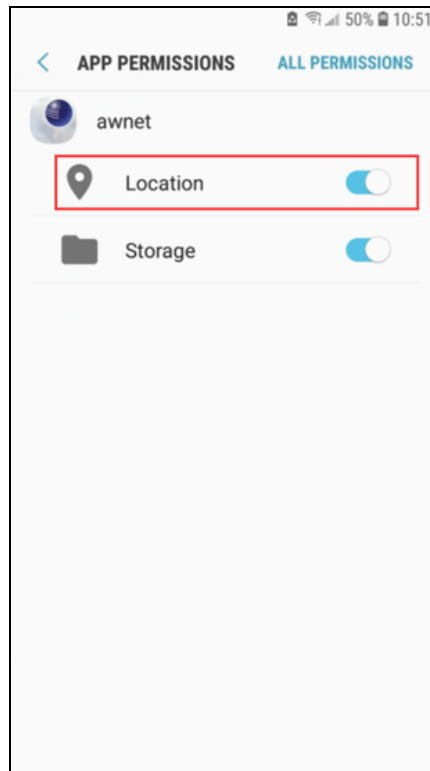 50% 10:51
APP PERMISSIONS ALL PERMISSIONS
awnet
Location
Storage